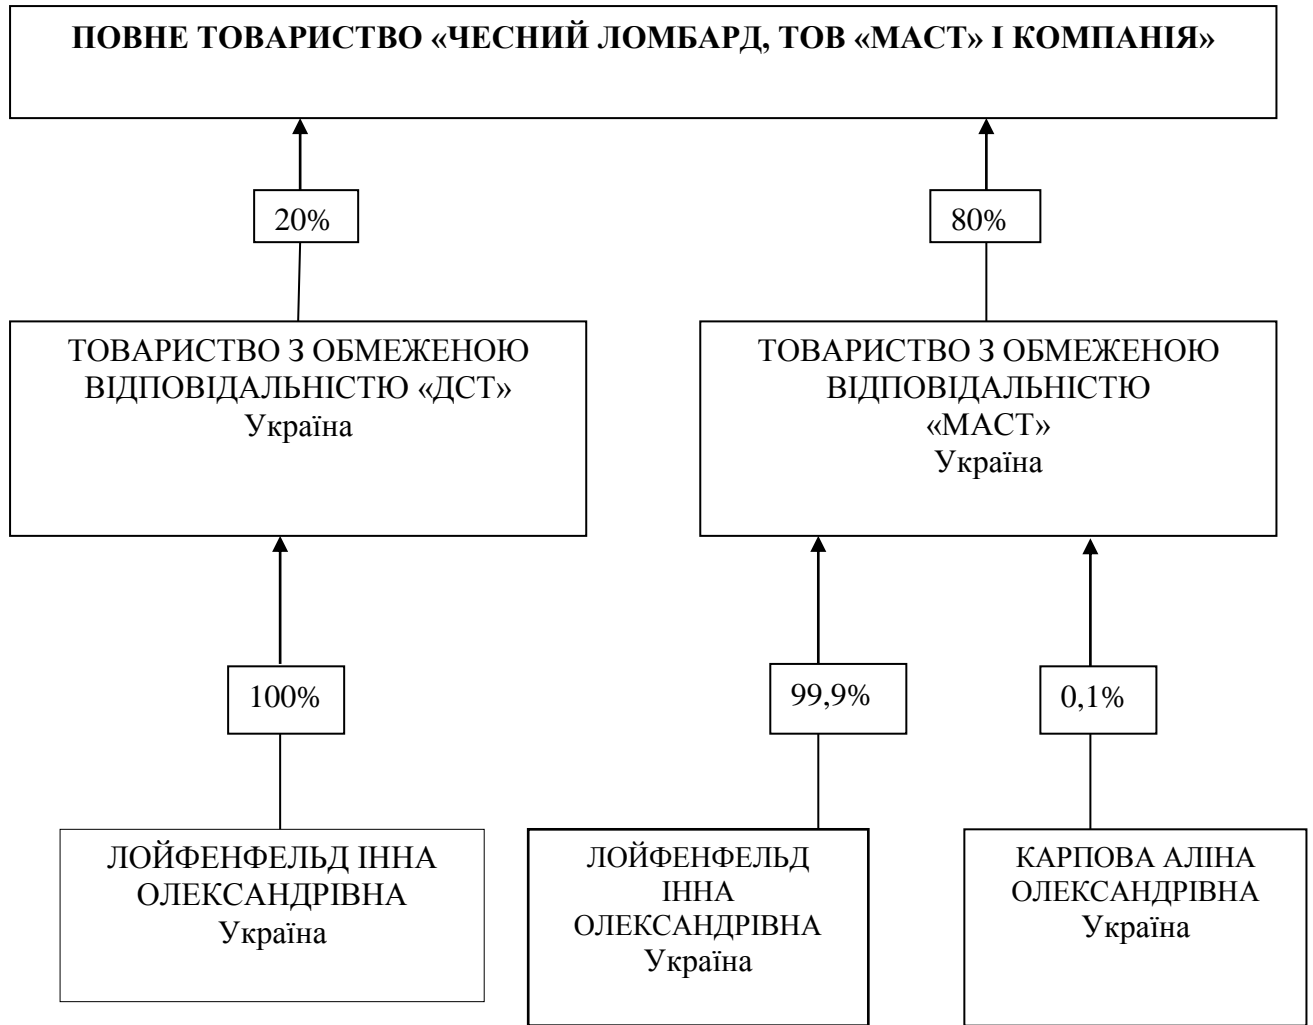 ПОВНЕ ТОВАРИСТВО «ЧЕСНИЙ ЛОМБАРД, ТОВ «МАСТ» І КОМПАНІЯ»
20%
80%
ТОВАРИСТВО З ОБМЕЖЕНОЮ
ВІДПОВІДАЛЬНІСТЮ «ДСТ»
Україна
ТОВАРИСТВО З ОБМЕЖЕНОЮ
ВІДПОВІДАЛЬНІСТЮ
«МАСТ»
Україна
100%
99,9%
0,1%
ЛОЙФЕНФЕЛЬД ІННА
ОЛЕКСАНДРІВНА
Україна
ЛОЙФЕНФЕЛЬД
ІННА
ОЛЕКСАНДРІВНА
Україна
КАРПОВА АЛІНА
ОЛЕКСАНДРІВНА
Україна